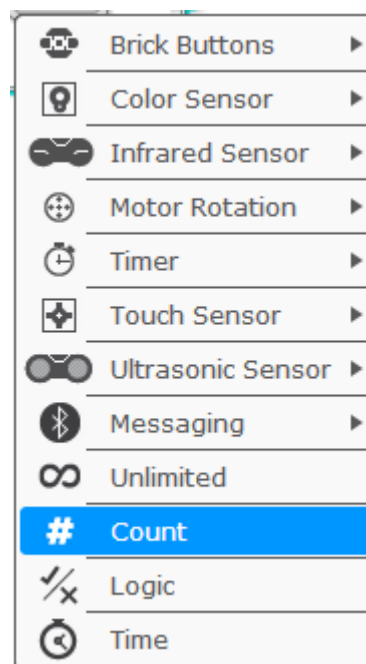 Brick Buttons
Color Sensor
Infrared Sensor
Motor Rotation
Timer
Touch Sensor
Ultrasonic Sensor
Messaging
Unlimited
# Count
Logic
Time